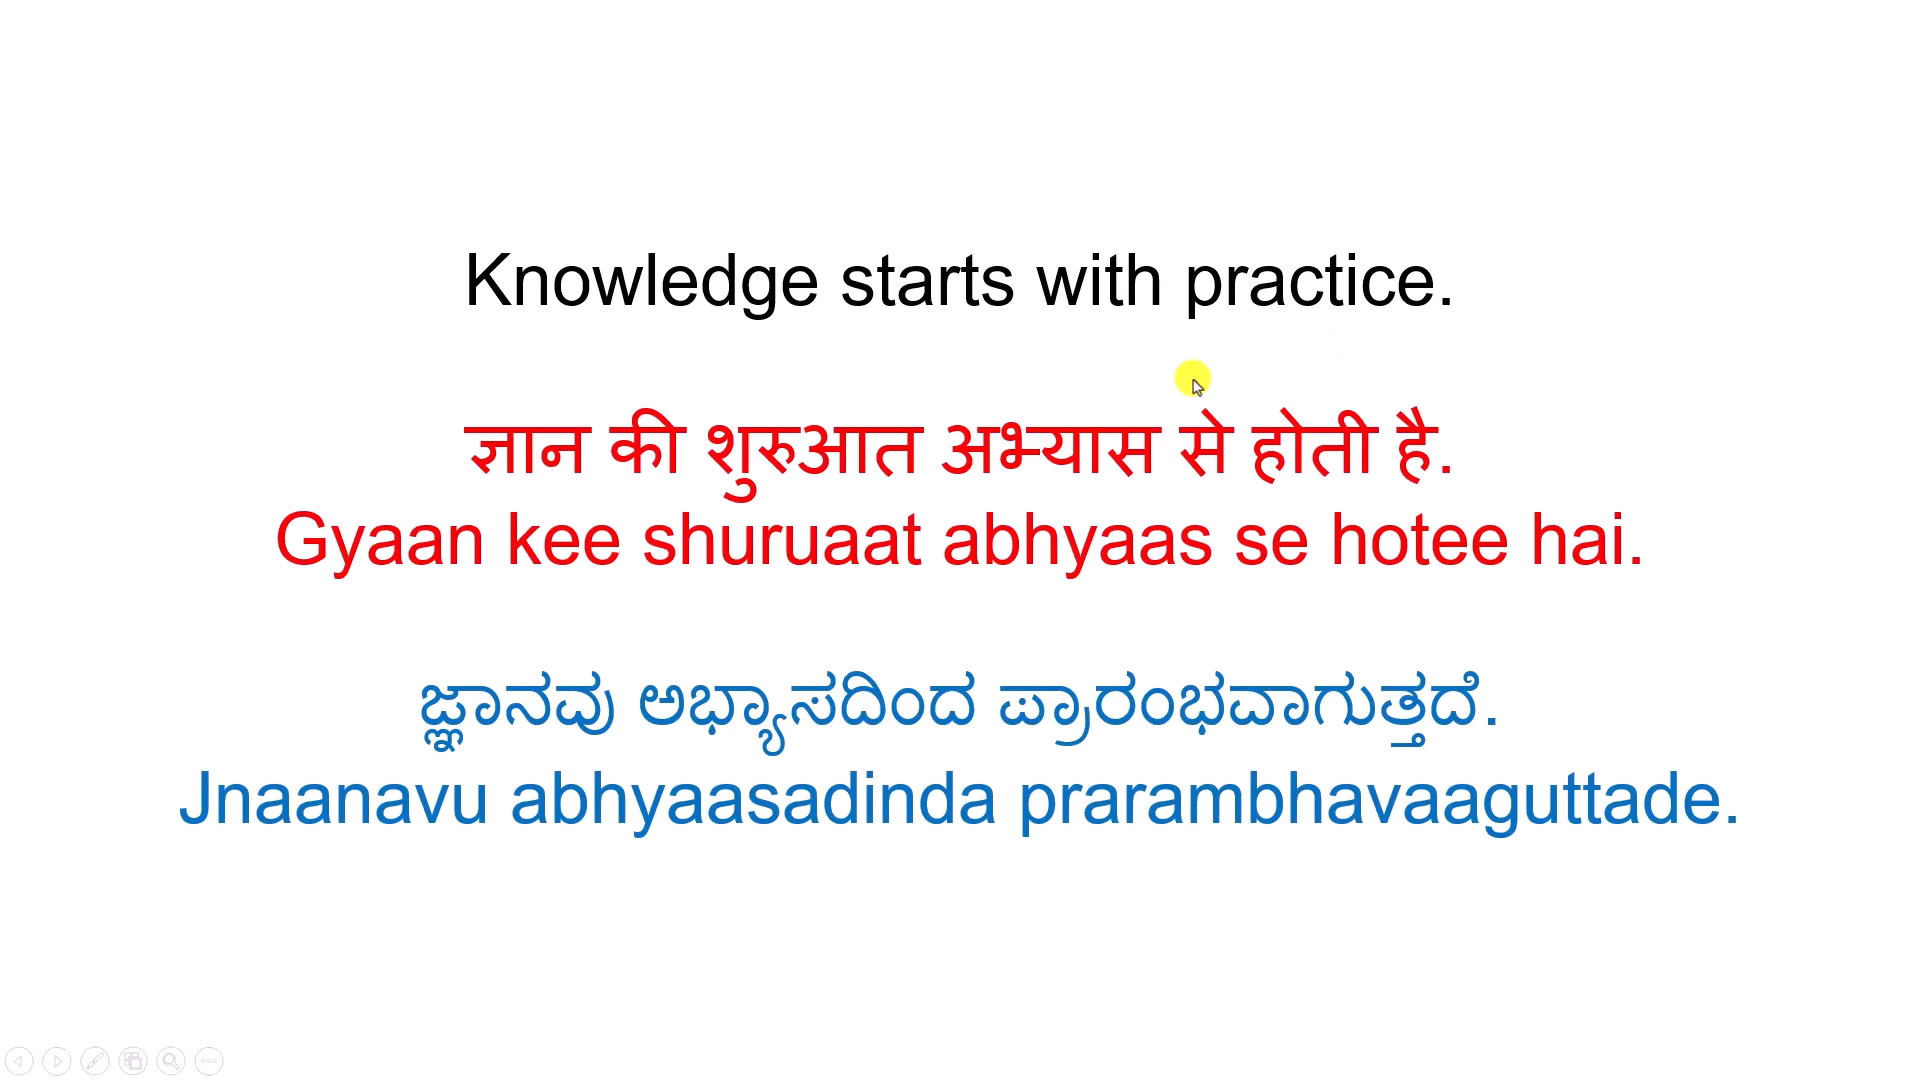 Knowledge starts with practice.
ज्ञान की शुरुआत अभ्यास से होती है.
Gyaan kee shuruaat abhyaas se hotee hai.
ಜ್ಞಾನವು ಅಭ್ಯಾಸದಿಂದ ಪ್ರಾರಂಭವಾಗುತ್ತದೆ.
Jnaanavu abhyaasadinda prarambhavaaguttade.